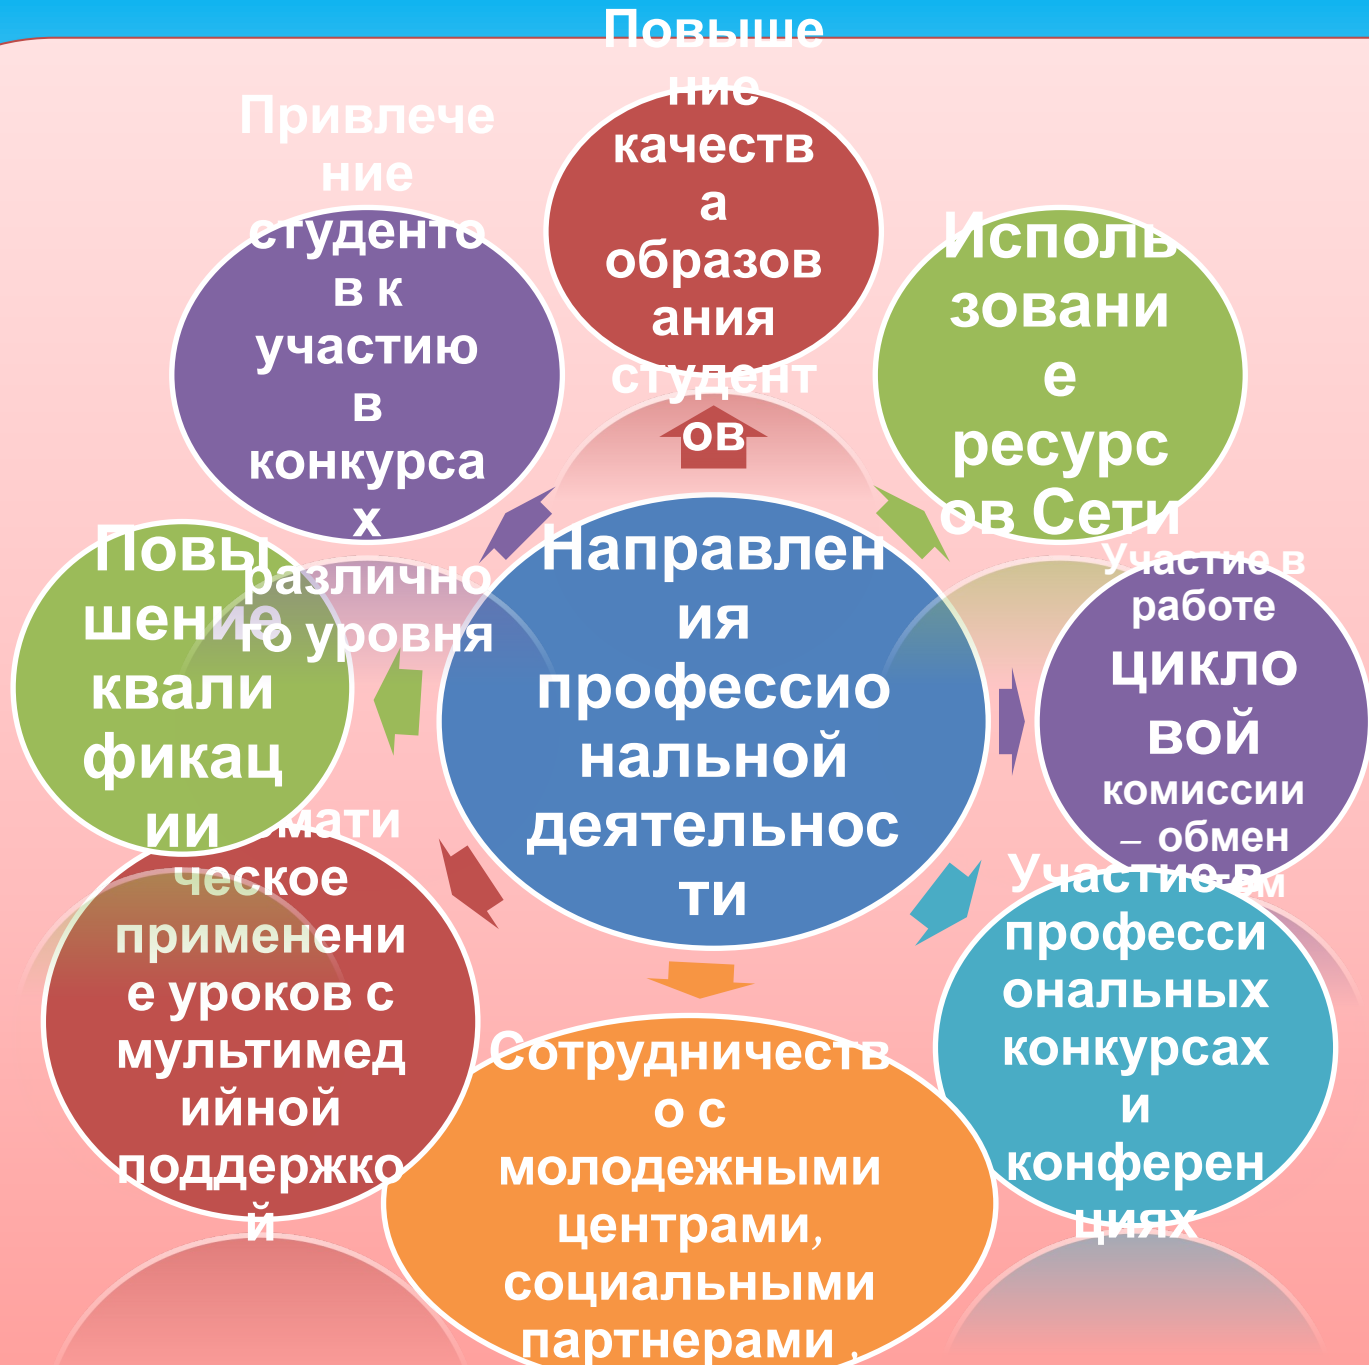 Повыше
ние
качеств
а
образов
ания
студент
ов
Исполь
зовани
е
ресурс
ов Сети
Участие в
работе
цикло
вой
комиссии
– обмен
Участие в
професси
ональных
конкурсах
и
конферен
циях
Сотрудничеств
о с
молодежными
центрами,
социальными
партнерами .
ческое
применени
е уроков с
мультимед
ийной
поддержко
й
Повы
шение
квали
фикац
ии
Привлече
ние
студенто
в к
участию
в
конкурса
х
различно
го уровня
Направлен
ия
профессио
нальной
деятельнос
ти